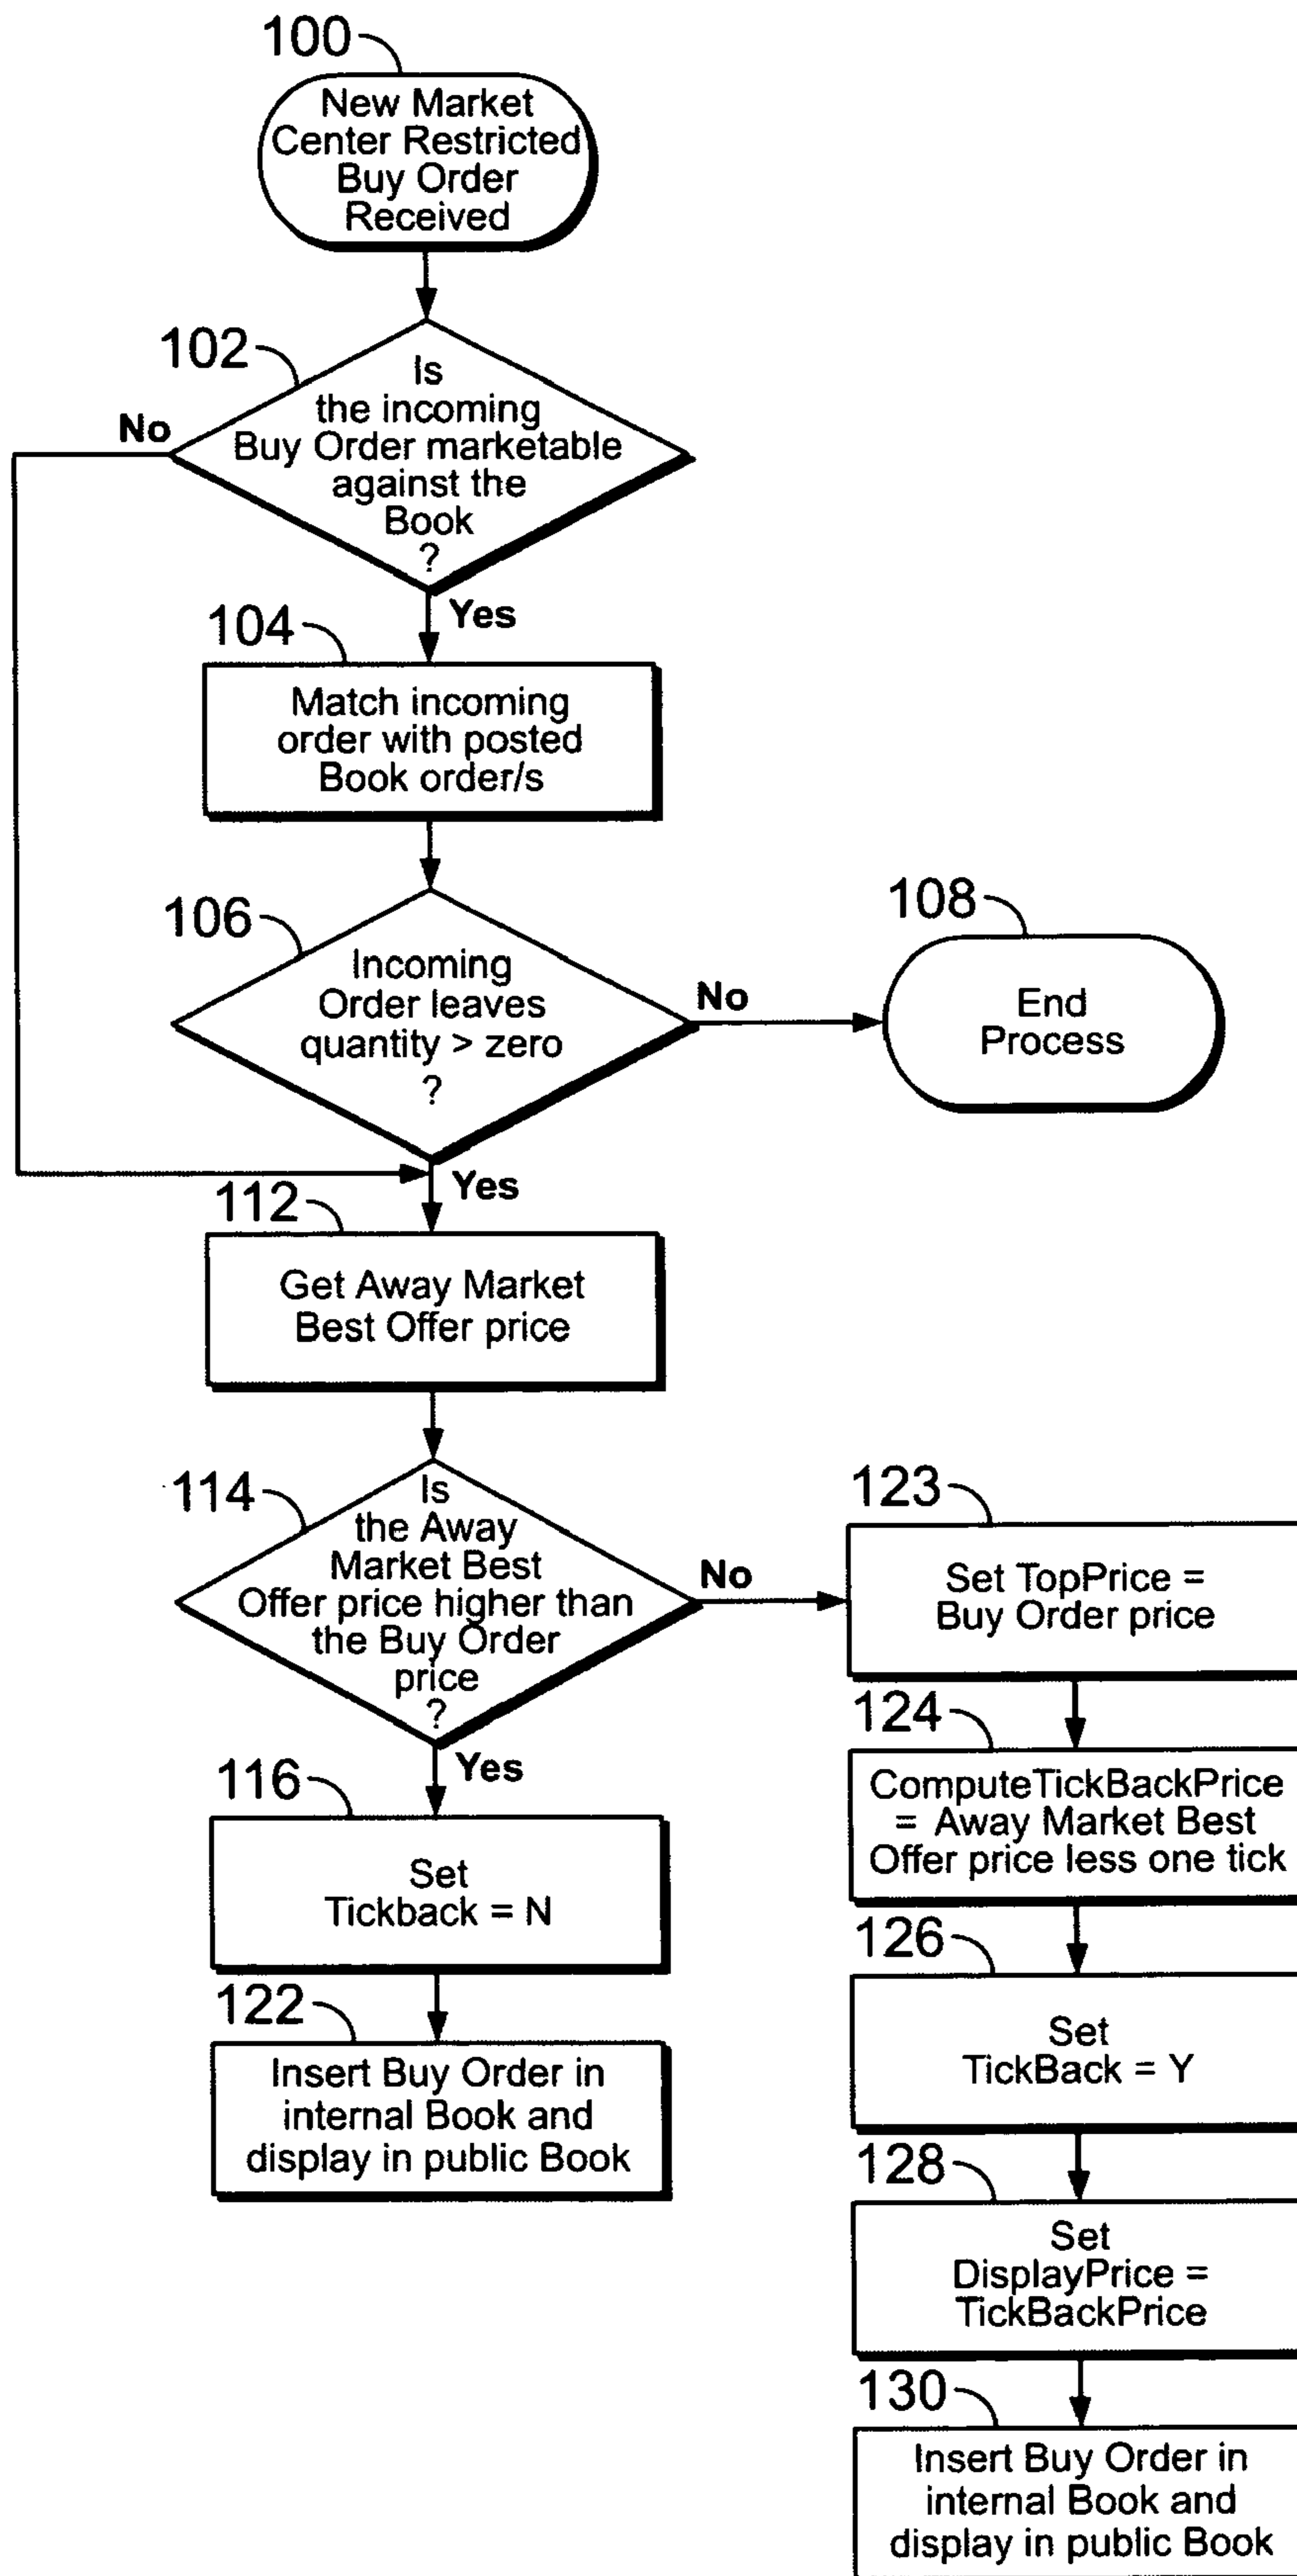 100
New Market
Center Restricted
Buy Order
Received
102
Is
the incoming
Buy Order marketable
against the
Book
?
No
Yes
104
Match incoming
order with posted
Book order/s
106
Incoming
Order leaves
quantity > zero
?
No
108
End
Process
Yes
112
Get Away Market
Best Offer price
114
Is
the Away
Market Best
Offer price higher than
the Buy Order
price
?
No
123
Set TopPrice =
Buy Order price
124
ComputeTickBackPrice
= Away Market Best
Offer price less one tick
Yes
116
Set
Tickback = N
126
Set
TickBack = Y
122
Insert Buy Order in
internal Book and
display in public Book
128
Set
DisplayPrice =
TickBackPrice
130
Insert Buy Order in
internal Book and
display in public Book